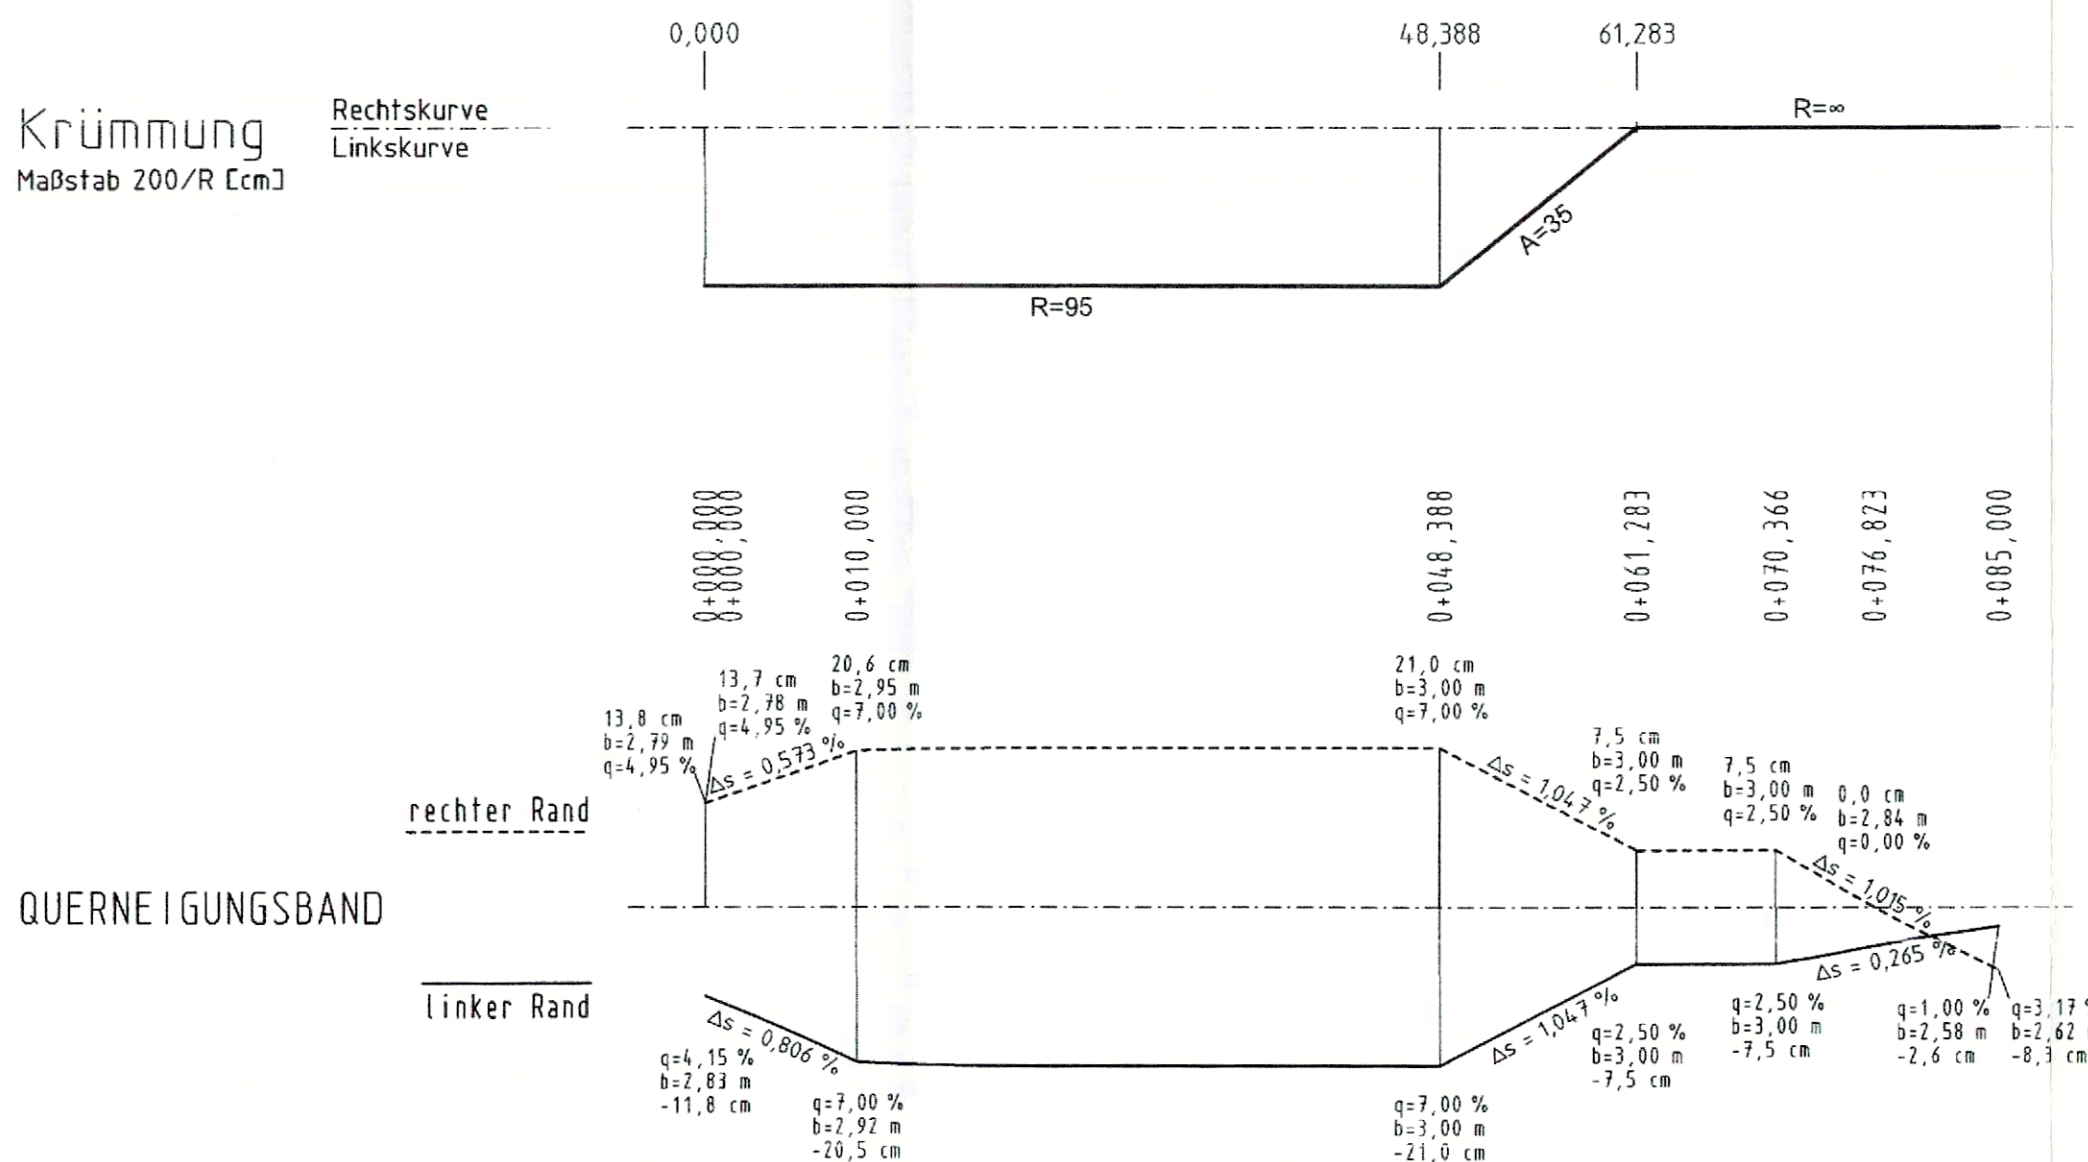 0,000
48,388
61,283
Krümmung
Maßstab 200/R [cm]
Rechtskurve
Linkskurve
R=∞
A=35
R=95
0+000,000
0+010,000
0+048,388
0+061,283
0+070,366
0+076,823
0+085,000
13,8 cm
b=2,79 m
q=4,95 %
13,7 cm
b=2,78 m
q=4,95 %
20,6 cm
b=2,95 m
q=7,00 %
21,0 cm
b=3,00 m
q=7,00 %
7,5 cm
b=3,00 m
q=2,50 %
7,5 cm
b=3,00 m
q=2,50 %
0,0 cm
b=2,84 m
q=0,00 %
Δs = 0,573 %
Δs = 1,047 %
Δs = 1,015 %
rechter Rand
QUERNEIGUNGSBAND
linker Rand
Δs = 0,806 %
Δs = 1,047 %
Δs = 0,265 %
q=4,15 %
b=2,83 m
-11,8 cm
q=7,00 %
b=2,92 m
-20,5 cm
q=7,00 %
b=3,00 m
-21,0 cm
q=2,50 %
b=3,00 m
-7,5 cm
q=2,50 %
b=3,00 m
-7,5 cm
q=1,00 %
b=2,58 m
-2,6 cm
q=3,17 %
b=2,62
-8,3 cm